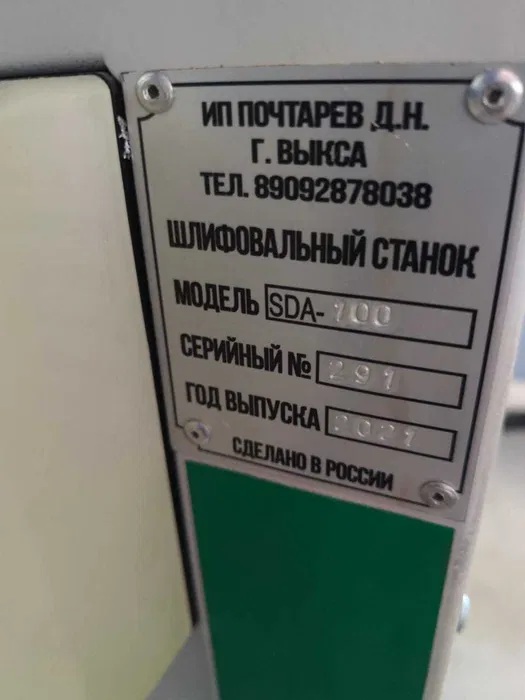 ИП ПОЧТАРЕВ Д.Н.
Г. ВЫКСА
ТЕЛ. 89092878038
ШЛИФОВАЛЬНЫЙ СТАНОК
МОДЕЛЬ SDA-100
СЕРИЙНЫЙ № 291
ГОД ВЫПУСКА 2021
СДЕЛАНО В РОССИИ